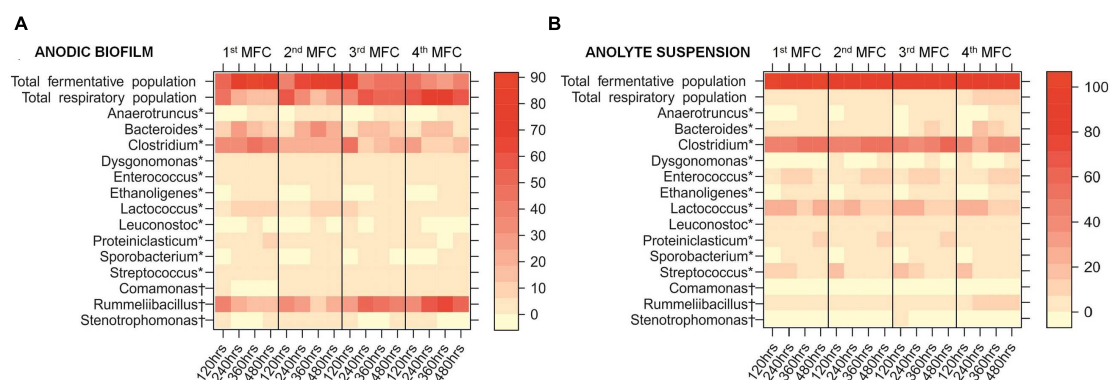 A
ANODIC BIOFILM
1st MFC 2nd MFC 3rd MFC 4th MFC
Total fermentative population
Total respiratory population
Anaerotruncus*
Bacteroides*
Clostridium*
Dysgonomonas*
Enterococcus*
Ethanoligenes*
Lactococcus*
Leuconostoc*
Proteiniclasticum*
Sporobacterium*
Streptococcus*
Comamonas†
Rummeliibacillus†
Stenotrophomonas†
120hrs 240hrs 360hrs 480hrs 120hrs 240hrs 360hrs 480hrs 120hrs 240hrs 360hrs 480hrs 120hrs 240hrs 360hrs 480hrs
90
80
70
60
50
40
30
20
10
0
B
ANOLYTE SUSPENSION
1st MFC 2nd MFC 3rd MFC 4th MFC
Total fermentative population
Total respiratory population
Anaerotruncus*
Bacteroides*
Clostridium*
Dysgonomonas*
Enterococcus*
Ethanoligenes*
Lactococcus*
Leuconostoc*
Proteiniclasticum*
Sporobacterium*
Streptococcus*
Comamonas†
Rummeliibacillus†
Stenotrophomonas†
120hrs 240hrs 360hrs 480hrs 120hrs 240hrs 360hrs 480hrs 120hrs 240hrs 360hrs 480hrs 120hrs 240hrs 360hrs 480hrs
100
80
60
40
20
0